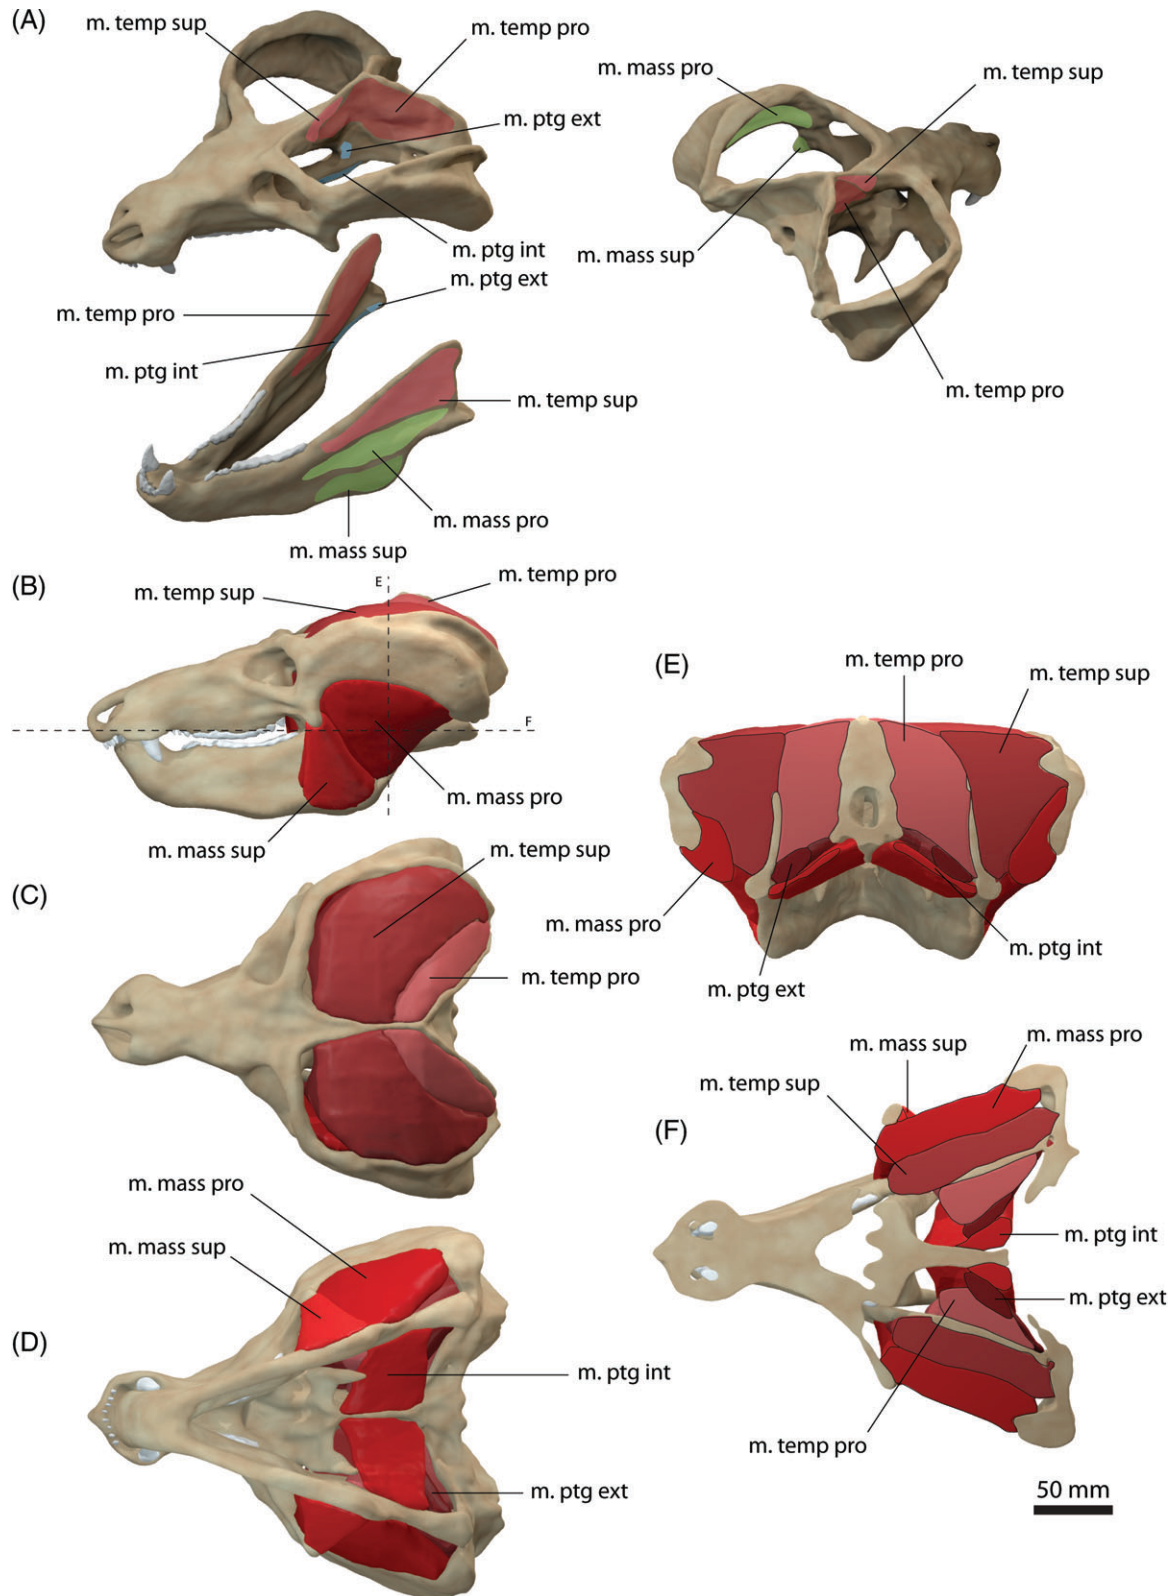 (A)
m. temp sup
m. temp pro
m. ptg ext
m. ptg int
m. ptg ext
m. temp pro
m. ptg int
m. temp sup
m. mass pro
m. mass sup
m. mass pro
m. temp sup
m. mass sup
m. temp pro
(B)
m. temp sup
E
m. temp pro
F
m. mass pro
m. mass sup
(C)
m. temp sup
m. temp pro
(D)
m. mass pro
m. mass sup
m. ptg int
m. ptg ext
(E)
m. temp pro
m. temp sup
m. mass pro
m. ptg int
m. ptg ext
(F)
m. mass sup
m. mass pro
m. temp sup
m. ptg int
m. ptg ext
m. temp pro
50 mm